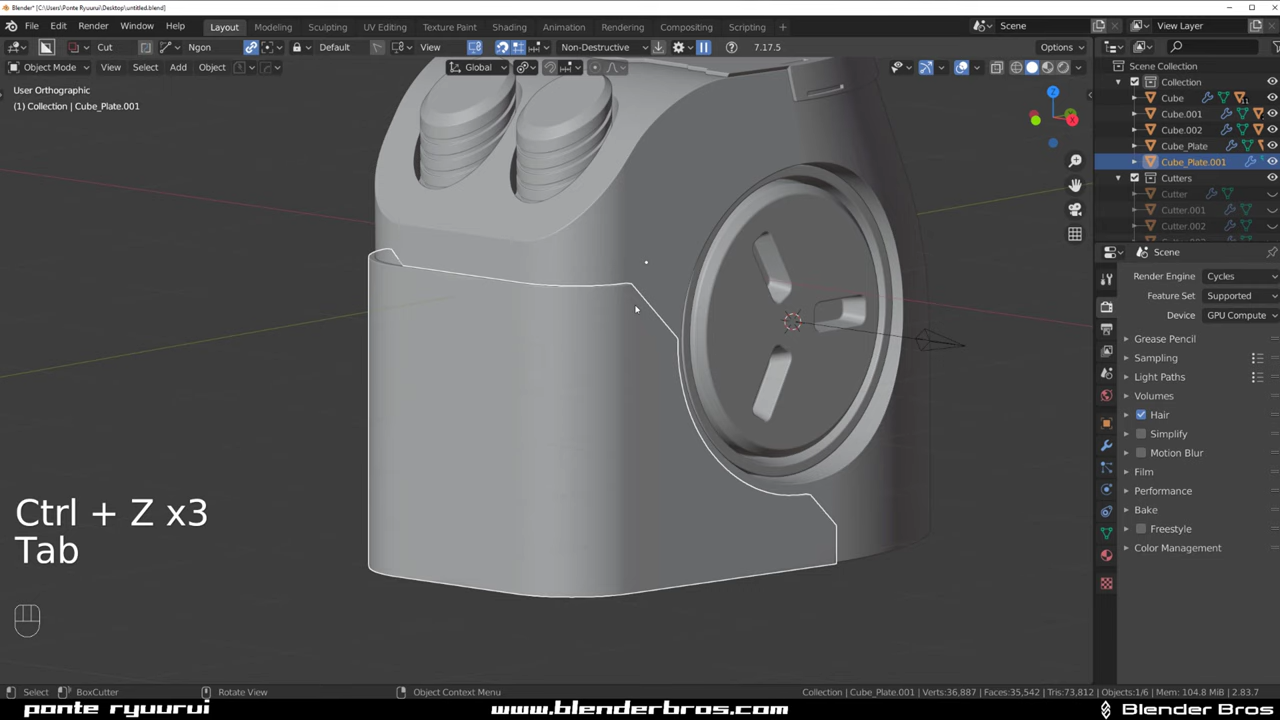 Blender* [C:\Users\Ponte Ryuurui\Desktop\untitled.blend]
File Edit Render Window Help Layout Modeling Sculpting UV Editing Texture Paint Shading Animation Rendering Compositing Scripting + Scene View Layer
Cut Ngon Default View Non-Destructive 7.17.5 Options
Object Mode View Select Add Object Global
User Orthographic
(1) Collection | Cube_Plate.001
Scene Collection
Collection
Cube
Cube.001
Cube.002
Cube_Plate
Cube_Plate.001
Cutters
Cutter
Cutter.001
Cutter.002
Scene
Render Engine Cycles
Feature Set Supported
Device GPU Compute
Grease Pencil
Sampling
Light Paths
Volumes
Hair
Simplify
Motion Blur
Film
Performance
Bake
Freestyle
Color Management
Z
X
Ctrl + Z x3
Tab
Select BoxCutter Rotate View Object Context Menu Collection | Cube_Plate.001 | Verts:36,887 | Faces:35,542 | Tris:73,812 | Objects:1/6 | Mem: 104.8 MiB | 2.83.7
ponte ryuurui www.blenderbros.com Blender Bros